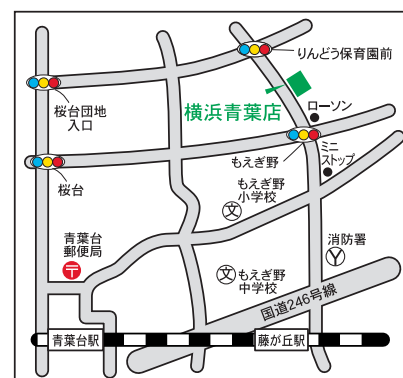 りんどう保育園前
桜台団地
入口
横浜青葉店
ローソン
もえぎ野
ミニ
ストップ
桜台
もえぎ野
小学校
文
青葉台
郵便局
〒
消防署
Y
文
もえぎ野
中学校
国道246号線
青葉台駅
藤が丘駅